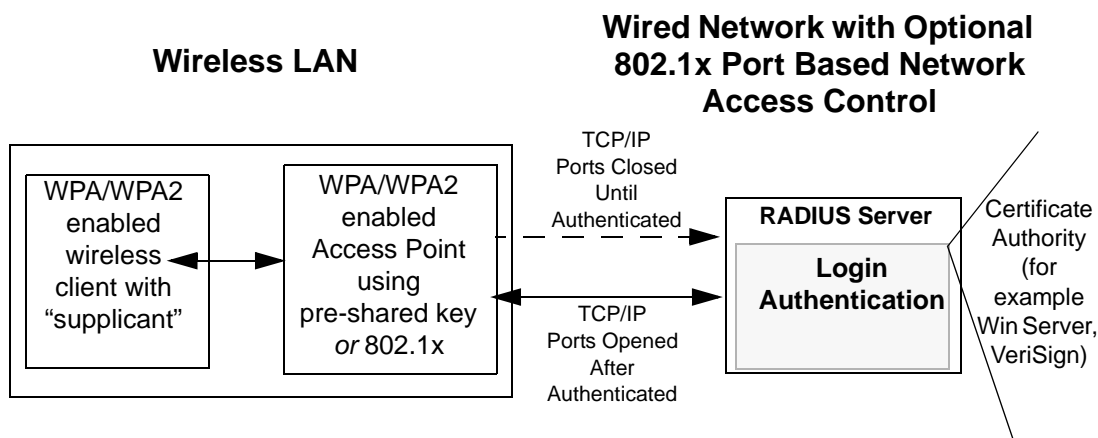 Wireless LAN
Wired Network with Optional
802.1x Port Based Network
Access Control
WPA/WPA2
enabled
wireless
client with
“supplicant”
WPA/WPA2
enabled
Access Point
using
pre-shared key
or 802.1x
TCP/IP
Ports Closed
Until
Authenticated
TCP/IP
Ports Opened
After
Authenticated
RADIUS Server
Login
Authentication
Certificate
Authority
(for
example
Win Server,
VeriSign)